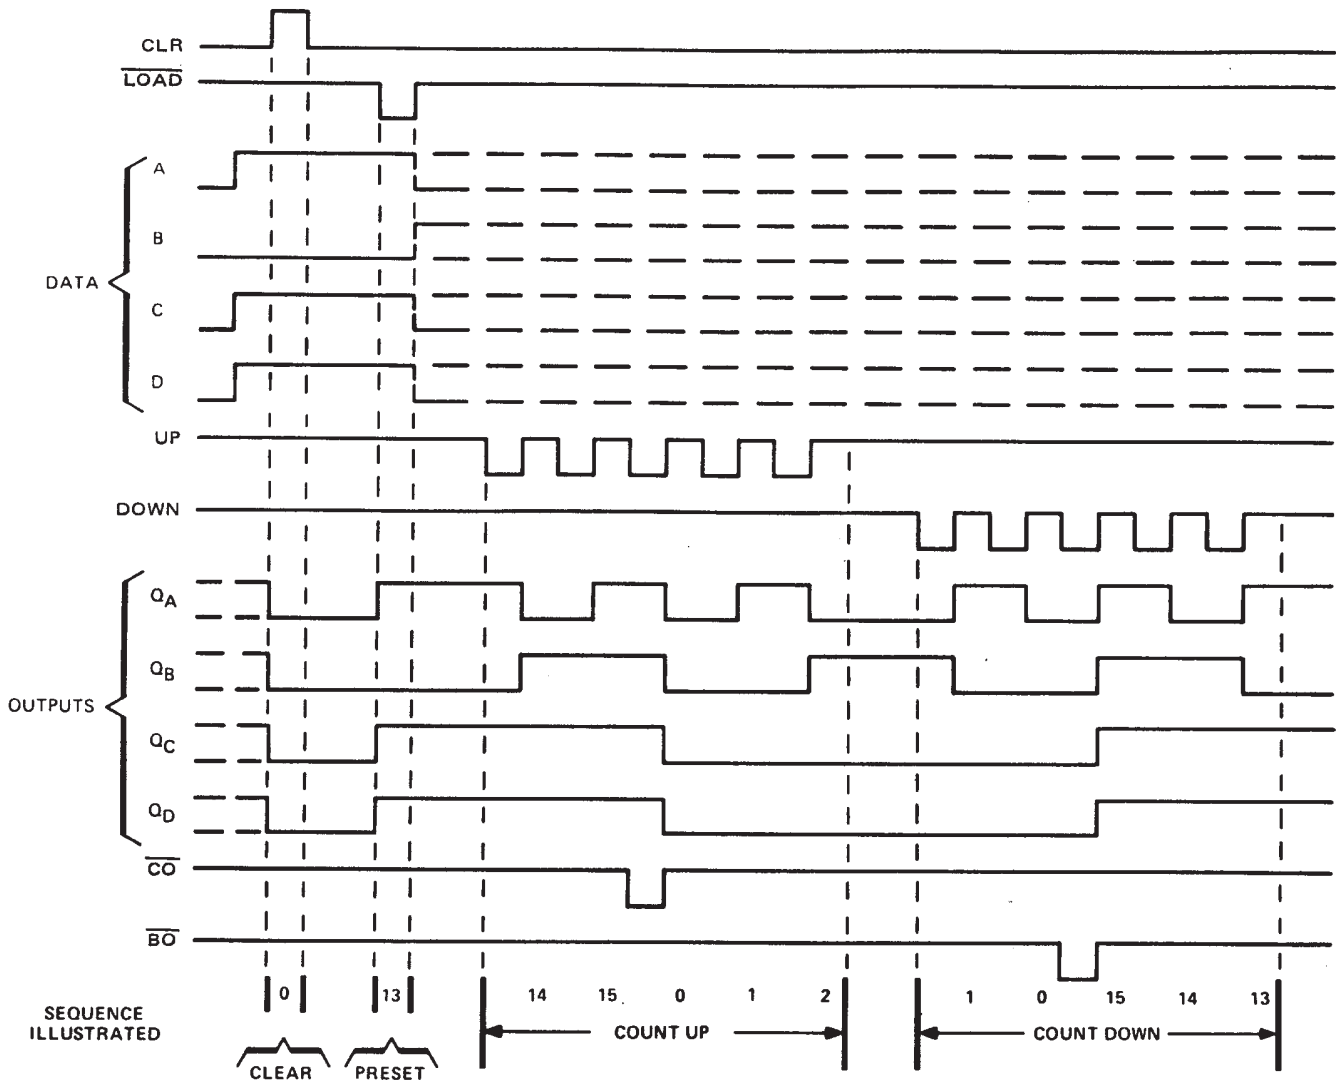 CLR
LOAD
A
B
DATA
C
D
UP
DOWN
QA
QB
OUTPUTS
QC
QD
CO
BO
SEQUENCE
ILLUSTRATED
0 13 14 15 0 1 2 1 0 15 14 13
COUNT UP COUNT DOWN
CLEAR PRESET